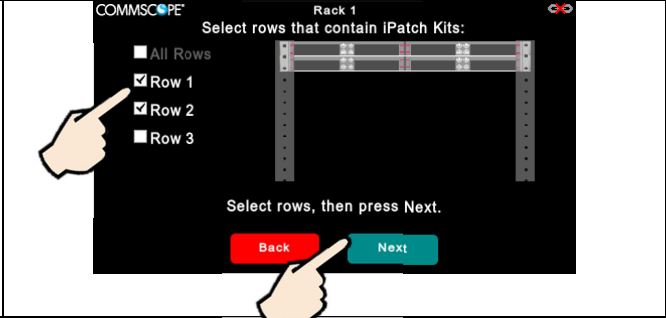 COMMSCOPE®
Rack 1
Select rows that contain iPatch Kits:
All Rows
Row 1
Row 2
Row 3
Select rows, then press Next.
Back
Next